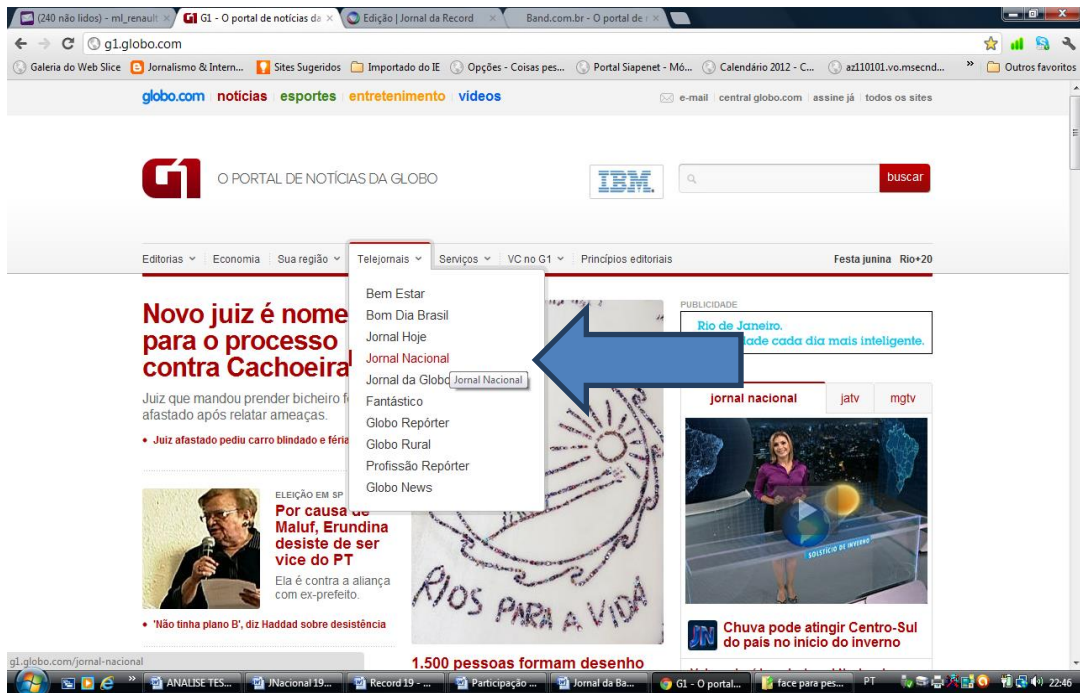 (240 não lidos) - ml_renault
G1 - O portal de notícias da
Edição | Jornal da Record
Band.com.br - O portal de
g1.globo.com
Galeria do Web Slice
Jornalismo & Intern...
Sites Sugeridos
Importado do IE
Opções - Coisas pes...
Portal Siapenet - Mó...
Calendário 2012 - C...
az110101.vo.msecnd...
»
Outros favoritos
globo.com notícias esportes entretenimento vídeos
e-mail central globo.com assine já todos os sites
G1
O PORTAL DE NOTÍCIAS DA GLOBO
IBM.
buscar
Editorias Economia Sua região Telejornais Serviços VC no G1 Princípios editoriais
Festa junina Rio+20
Bem Estar
Bom Dia Brasil
Jornal Hoje
Jornal Nacional
Jornal da Globo
Jornal Nacional
Fantástico
Globo Repórter
Globo Rural
Profissão Repórter
Globo News
Novo juiz é nome
para o processo
contra Cachoeira
Juiz que mandou prender bicheiro f
afastado após relatar ameaças.
• Juiz afastado pediu carro blindado e féria
ELEIÇÃO EM SP
Por causa de
Maluf, Erundina
desiste de ser
vice do PT
Ela é contra a aliança
com ex-prefeito.
• 'Não tinha plano B', diz Haddad sobre desistência
RIOS PARA A VIDA
1.500 pessoas formam desenho
PUBLICIDADE
Rio de Janeiro.
dade cada dia mais inteligente.
jornal nacional jatv mgtv
SOLSTÍCIO DE INVERNO
JN
Chuva pode atingir Centro-Sul
do país no início do inverno
g1.globo.com/jornal-nacional
»
ANALISE TES...
JNacional 19...
Record 19 - ...
Participação ...
Jornal da Ba...
G1 - O portal...
face para pes...
PT
22:46